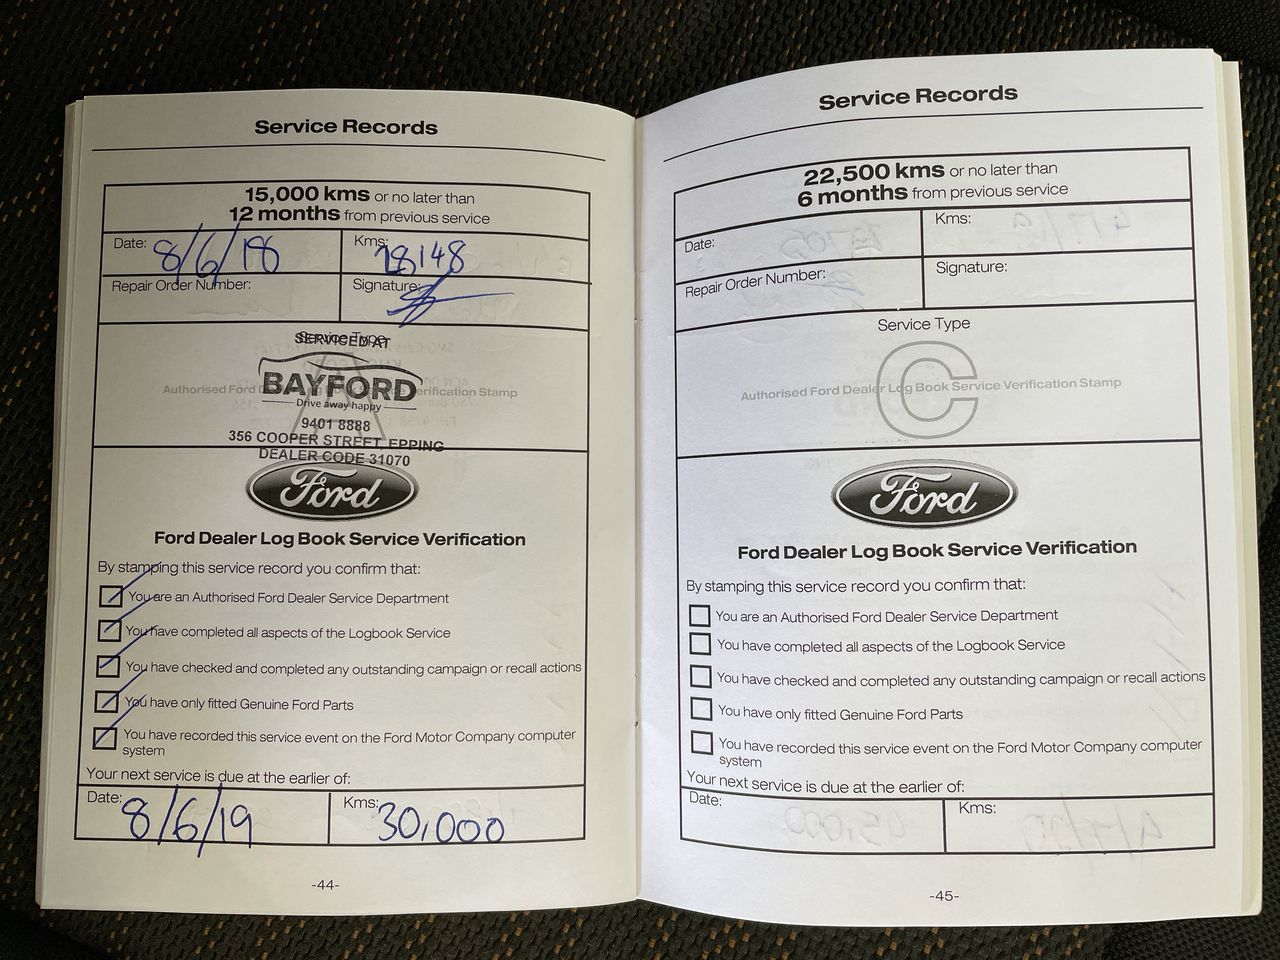 Service Records
15,000 kms or no later than
12 months from previous service
Date: 8/6/18
Kms: 18148
Repair Order Number:
Signature:
Service Type
SERVICED AT
BAYFORD
Authorised Ford Dealer Log Book Service Verification Stamp
Drive away happy
9401 8888
356 COOPER STREET EPPING
DEALER CODE 31070
Ford
Ford Dealer Log Book Service Verification
By stamping this service record you confirm that:
You are an Authorised Ford Dealer Service Department
You have completed all aspects of the Logbook Service
You have checked and completed any outstanding campaign or recall actions
You have only fitted Genuine Ford Parts
You have recorded this service event on the Ford Motor Company computer
system
Your next service is due at the earlier of:
Date: 8/6/19
Kms: 30,000
-44-
Service Records
22,500 kms or no later than
6 months from previous service
Date:
Kms:
Repair Order Number:
Signature:
Service Type
C
Authorised Ford Dealer Log Book Service Verification Stamp
Ford
Ford Dealer Log Book Service Verification
By stamping this service record you confirm that:
You are an Authorised Ford Dealer Service Department
You have completed all aspects of the Logbook Service
You have checked and completed any outstanding campaign or recall actions
You have only fitted Genuine Ford Parts
You have recorded this service event on the Ford Motor Company computer
system
Your next service is due at the earlier of:
Date:
Kms:
-45-